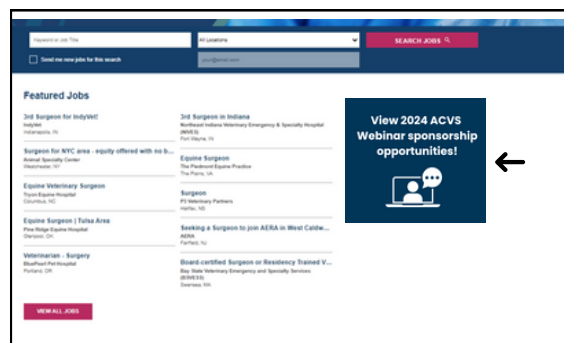 Keyword or Job Title
All Locations
SEARCH JOBS
Send me new jobs for this search
your@email.com
Featured Jobs
3rd Surgeon for IndyVet!
IndyVet
Indianapolis, IN
Surgeon for NYC area - equity offered with no b...
Animal Specialty Center
Westchester, NY
Equine Veterinary Surgeon
Tryon Equine Hospital
Columbus, NC
Equine Surgeon | Tulsa Area
Pine Ridge Equine Hospital
Glenpool, OK
Veterinarian - Surgery
BluePearl Pet Hospital
Portland, OR
3rd Surgeon in Indiana
Northeast Indiana Veterinary Emergency & Specialty Hospital
(NIVES)
Fort Wayne, IN
Equine Surgeon
The Piedmont Equine Practice
The Plains, VA
Surgeon
P3 Veterinary Partners
Halifax, NS
Seeking a Surgeon to join AERA in West Caldw...
AERA
Fairfield, NJ
Board-certified Surgeon or Residency Trained V...
Bay State Veterinary Emergency and Specialty Services
(BSVESS)
Swansea, MA
VIEW ALL JOBS
View 2024 ACVS
Webinar sponsorship
opportunities!